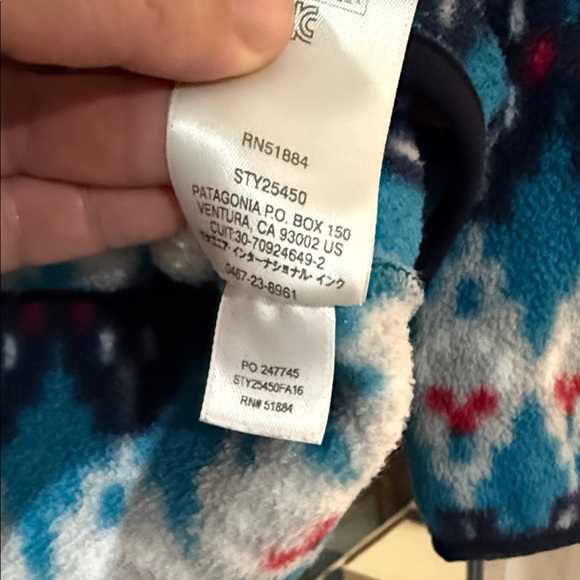 RN51884
STY25450
PATAGONIA P.O. BOX 150
VENTURA, CA 93002 US
CUIT:30-70924649-2
パタゴニア・インターナショナル・インク
0467-23-8961
PO 247745
STY25450FA16
RN# 51884